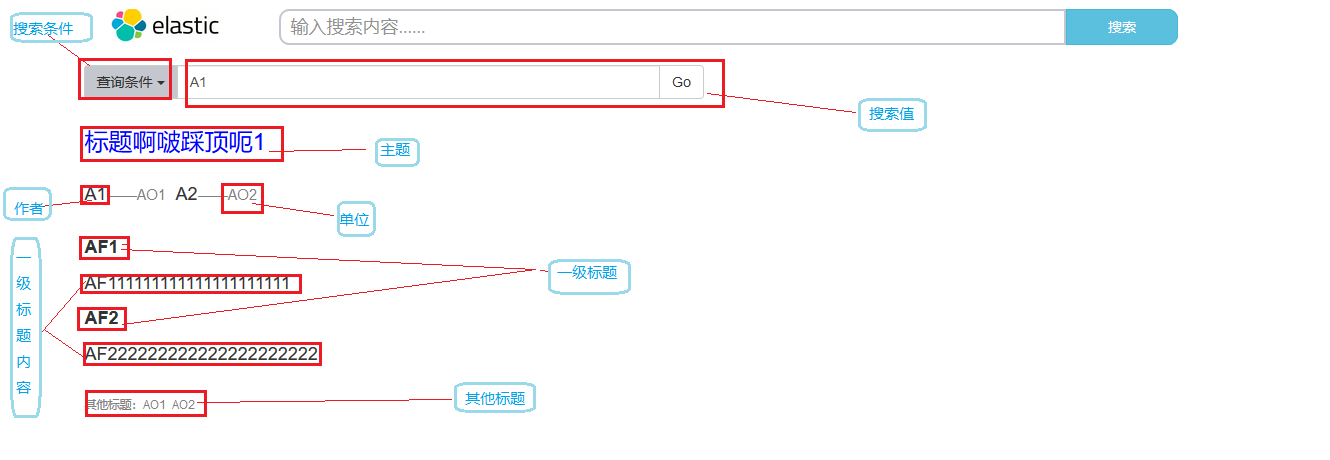 搜索条件
elastic
输入搜索内容......
搜索
查询条件
A1
Go
搜索值
标题啊啵踩顶呃1
主题
作者
A1——AO1 A2——AO2
单位
AF1
一级标题
一级标题内容
AF1111111111111111111111
AF2
AF2222222222222222222222
其他标题：AO1 AO2
其他标题